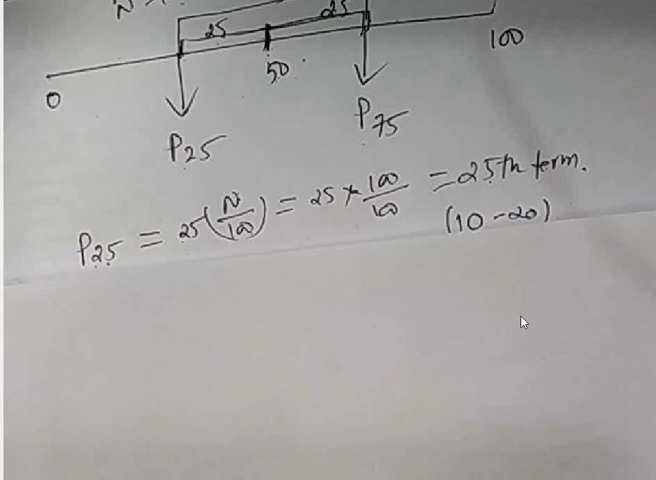 25 25
0 50 100
P25 P75
P25 = 25(N/100) = 25 × 100/100 = 25th term.
(10-20)